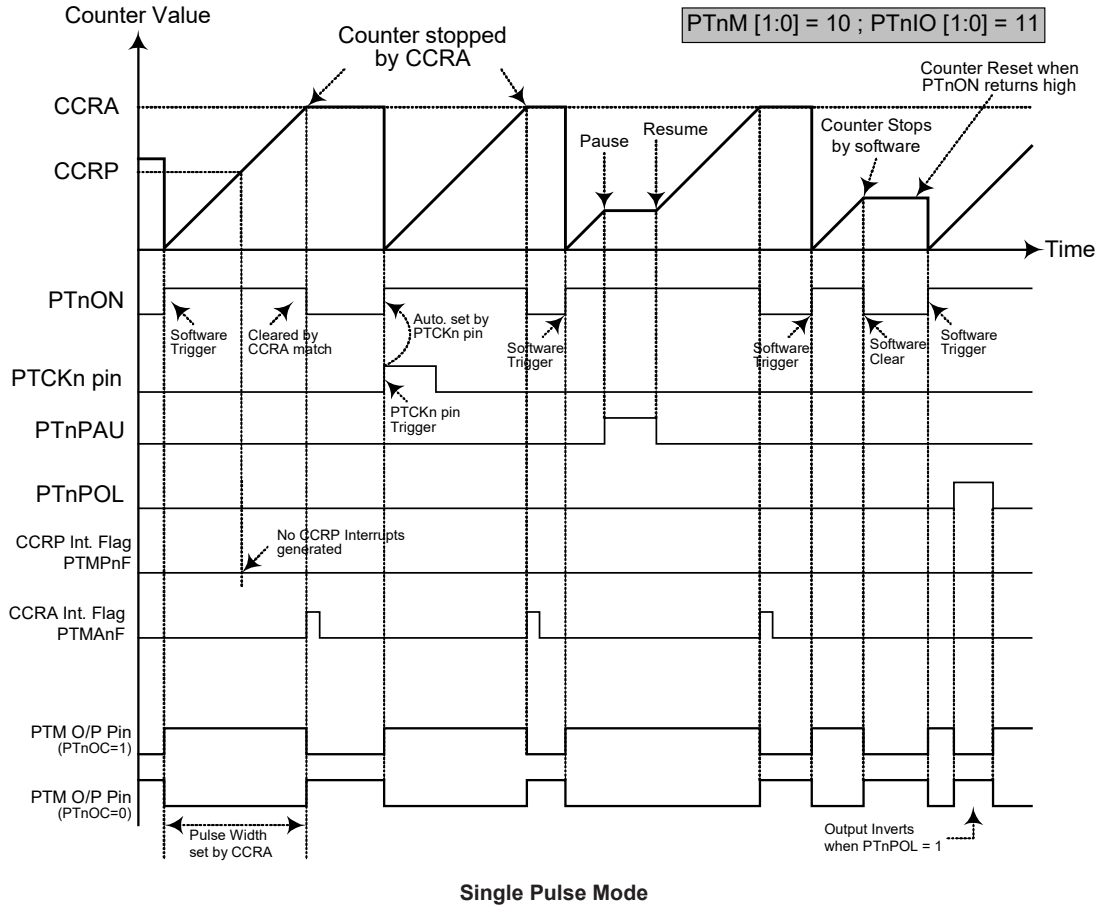 Counter Value
PTnM [1:0] = 10 ; PTnIO [1:0] = 11
Counter stopped
by CCRA
Counter Reset when
PTnON returns high
CCRA
Pause
Resume
Counter Stops
by software
CCRP
Time
PTnON
Software
Trigger
Cleared by
CCRA match
Auto. set by
PTCKn pin
Software
Trigger
Software
Trigger
Software
Clear
Software
Trigger
PTCKn pin
PTCKn pin
Trigger
PTnPAU
PTnPOL
No CCRP Interrupts
generated
CCRP Int. Flag
PTMPnF
CCRA Int. Flag
PTMAnF
PTM O/P Pin
(PTnOC=1)
PTM O/P Pin
(PTnOC=0)
Pulse Width
set by CCRA
Output Inverts
when PTnPOL = 1
Single Pulse Mode